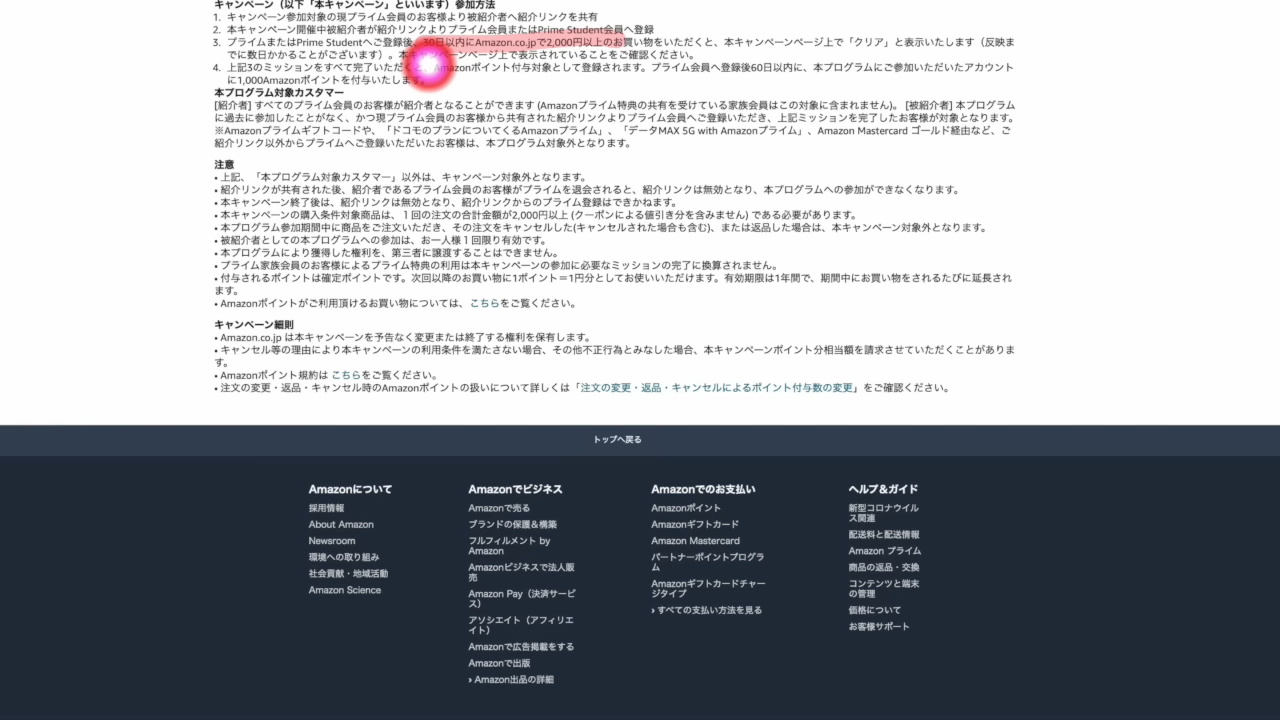 キャンペーン（以下「本キャンペーン」といいます）参加方法
1. キャンペーン参加対象の現プライム会員のお客様より被紹介者へ紹介リンクを共有
2. 本キャンペーン開催中被紹介者が紹介リンクよりプライム会員またはPrime Student会員へ登録
3. プライムまたはPrime Studentへご登録後、30日以内にAmazon.co.jpで2,000円以上のお買い物をいただくと、本キャンペーンページ上で「クリア」と表示いたします（反映ま
でに数日かかることがございます）。本キャンペーンページ上で表示されていることをご確認ください。
4. 上記3のミッションをすべて完了いただくと、Amazonポイント付与対象として登録されます。プライム会員へ登録後60日以内に、本プログラムにご参加いただいたアカウント
に1,000Amazonポイントを付与いたします。
本プログラム対象カスタマー
[紹介者] すべてのプライム会員のお客様が紹介者となることができます (Amazonプライム特典の共有を受けている家族会員はこの対象に含まれません)。 [被紹介者] 本プログラム
に過去に参加したことがなく、かつ現プライム会員のお客様から共有された紹介リンクよりプライム会員へご登録いただき、上記ミッションを完了したお客様が対象となります。
※Amazonプライムギフトコードや、「ドコモのプランについてくるAmazonプライム」、「データMAX 5G with Amazonプライム」、Amazon Mastercard ゴールド経由など、ご
紹介リンク以外からプライムへご登録いただいたお客様は、本プログラム対象外となります。
注意
• 上記、「本プログラム対象カスタマー」以外は、キャンペーン対象外となります。
• 紹介リンクが共有された後、紹介者であるプライム会員のお客様がプライムを退会されると、紹介リンクは無効となり、本プログラムへの参加ができなくなります。
• 本キャンペーン終了後は、紹介リンクは無効となり、紹介リンクからのプライム登録はできかねます。
• 本キャンペーンの購入条件対象商品は、１回の注文の合計金額が2,000円以上 (クーポンによる値引き分を含みません) である必要があります。
• 本プログラム参加期間中に商品をご注文いただき、その注文をキャンセルした(キャンセルされた場合も含む)、または返品した場合は、本キャンペーン対象外となります。
• 被紹介者としての本プログラムへの参加は、お一人様１回限り有効です。
• 本プログラムにより獲得した権利を、第三者に譲渡することはできません。
• プライム家族会員のお客様によるプライム特典の利用は本キャンペーンの参加に必要なミッションの完了に換算されません。
• 付与されるポイントは確定ポイントです。次回以降のお買い物に1ポイント＝1円分としてお使いいただけます。有効期限は1年間で、期間中にお買い物をされるたびに延長され
ます。
• Amazonポイントがご利用頂けるお買い物については、こちらをご覧ください。
キャンペーン細則
• Amazon.co.jp は本キャンペーンを予告なく変更または終了する権利を保有します。
• キャンセル等の理由により本キャンペーンの利用条件を満たさない場合、その他不正行為とみなした場合、本キャンペーンポイント分相当額を請求させていただくことがありま
す。
• Amazonポイント規約は こちらをご覧ください。
• 注文の変更・返品・キャンセル時のAmazonポイントの扱いについて詳しくは「注文の変更・返品・キャンセルによるポイント付与数の変更」をご確認ください。
トップへ戻る
Amazonについて
採用情報
About Amazon
Newsroom
環境への取り組み
社会貢献・地域活動
Amazon Science
Amazonでビジネス
Amazonで売る
ブランドの保護＆構築
フルフィルメント by
Amazon
Amazonビジネスで法人販
売
Amazon Pay（決済サービ
ス）
アソシエイト（アフィリエ
イト）
Amazonで広告掲載をする
Amazonで出版
› Amazon出品の詳細
Amazonでのお支払い
Amazonポイント
Amazonギフトカード
Amazon Mastercard
パートナーポイントプログラ
ム
Amazonギフトカードチャー
ジタイプ
› すべての支払い方法を見る
ヘルプ＆ガイド
新型コロナウイル
ス関連
配送料と配送情報
Amazon プライム
商品の返品・交換
コンテンツと端末
の管理
価格について
お客様サポート